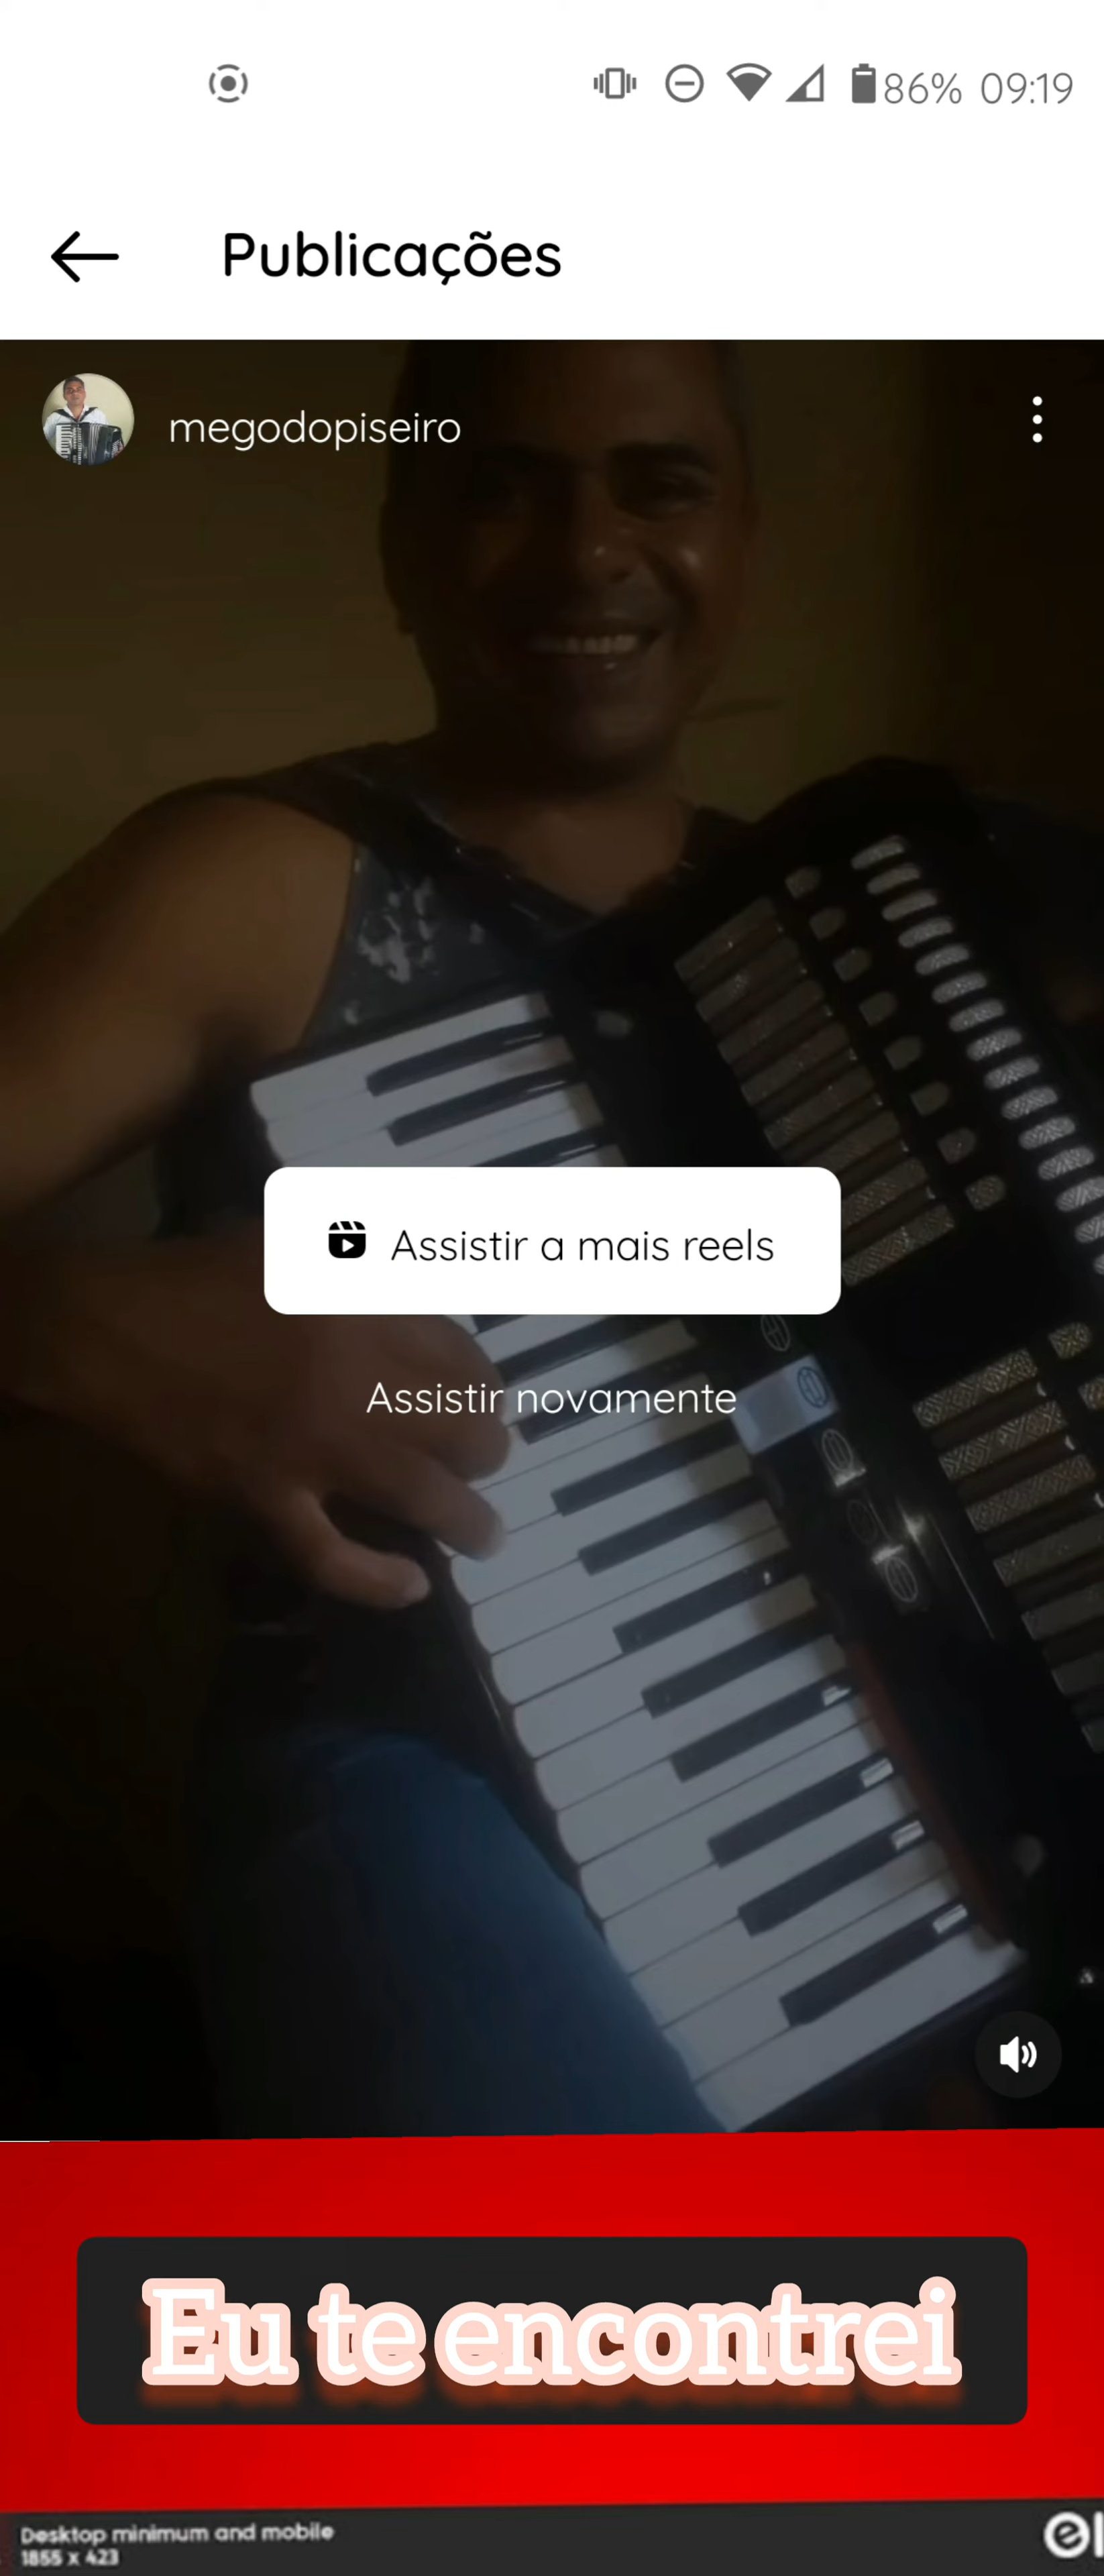 86% 09:19
Publicações
megodopiseiro
Assistir a mais reels
Assistir novamente
Eu te encontrei
Desktop minimum and mobile
1855 x 423
el